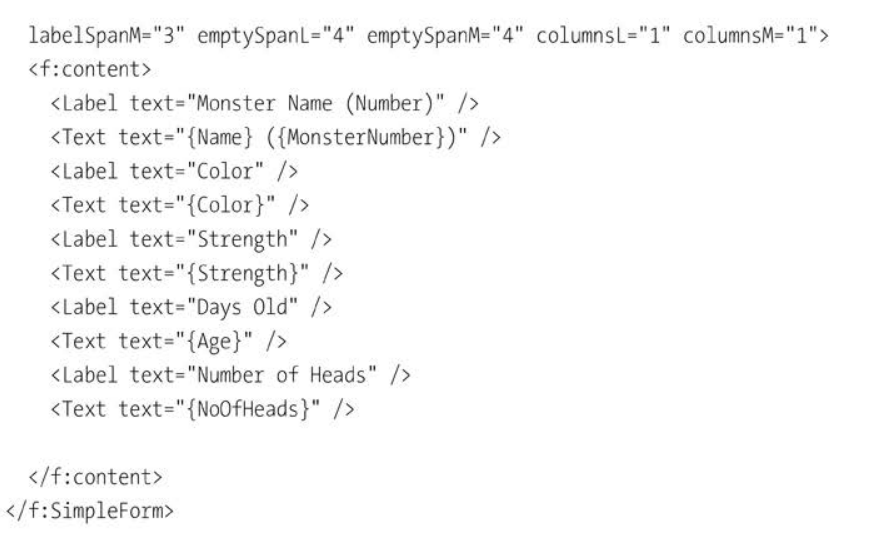 labelSpanM="3" emptySpanL="4" emptySpanM="4" columnsL="1" columnsM="1">
<f:content>
<Label text="Monster Name (Number)" />
<Text text="{Name} ({MonsterNumber})" />
<Label text="Color" />
<Text text="{Color}" />
<Label text="Strength" />
<Text text="{Strength}" />
<Label text="Days Old" />
<Text text="{Age}" />
<Label text="Number of Heads" />
<Text text="{NoOfHeads}" />
</f:content>
</f:SimpleForm>